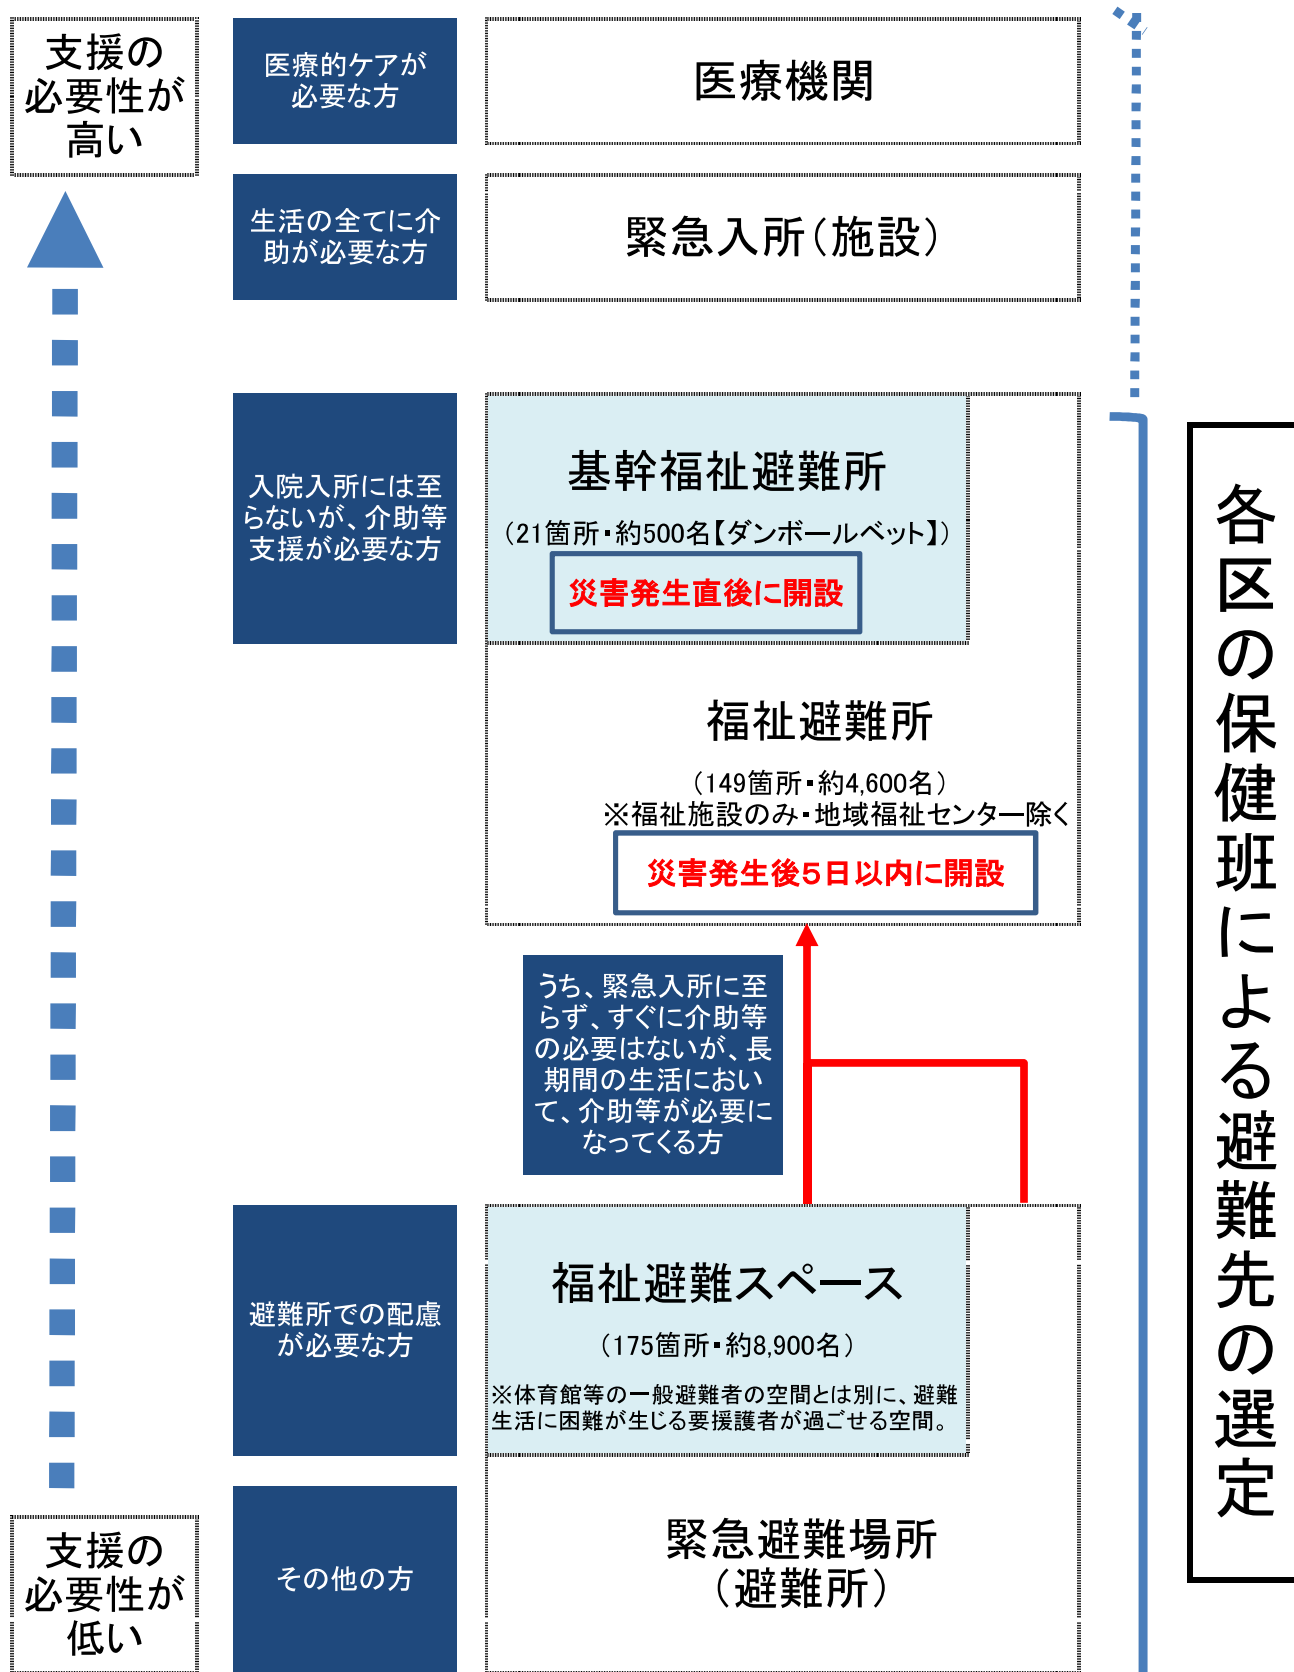 支援の
必要性が
高い
医療的ケアが
必要な方
医療機関
生活の全てに介
助が必要な方
緊急入所（施設）
入院入所には至
らないが、介助等
支援が必要な方
基幹福祉避難所
（21箇所・約500名【ダンボールベット】）
災害発生直後に開設
福祉避難所
（149箇所・約4,600名）
※福祉施設のみ・地域福祉センター除く
災害発生後５日以内に開設
うち、緊急入所に至
らず、すぐに介助等
の必要はないが、長
期間の生活におい
て、介助等が必要に
なってくる方
避難所での配慮
が必要な方
福祉避難スペース
（175箇所・約8,900名）
※体育館等の一般避難者の空間とは別に、避難
生活に困難が生じる要援護者が過ごせる空間。
支援の
必要性が
低い
その他の方
緊急避難場所
（避難所）
各区の保健班による避難先の選定